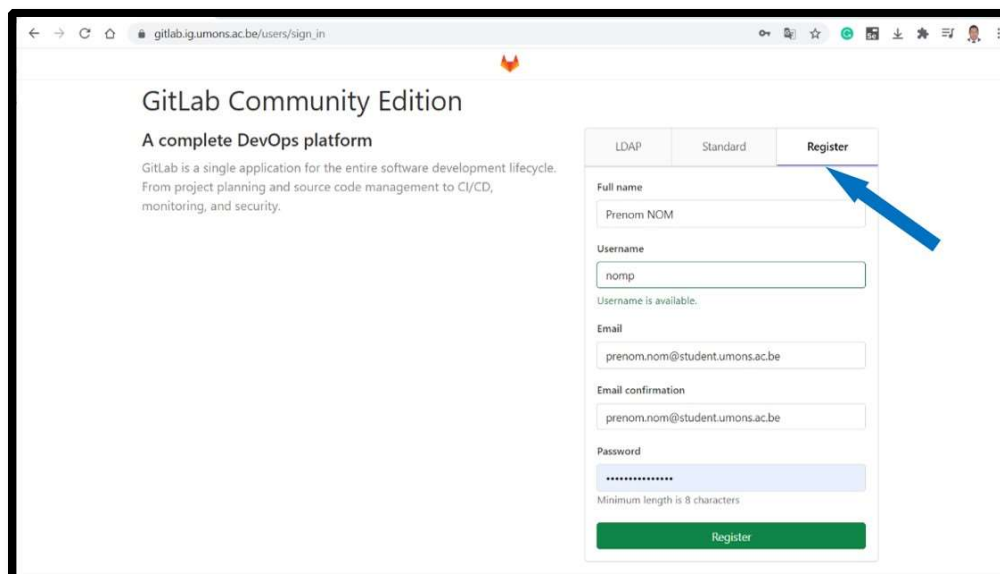 gitlab.ig.umons.ac.be/users/sign_in
GitLab Community Edition
A complete DevOps platform
GitLab is a single application for the entire software development lifecycle.
From project planning and source code management to CI/CD,
monitoring, and security.
LDAP Standard Register
Full name
Prenom NOM
Username
nomp
Username is available.
Email
prenom.nom@student.umons.ac.be
Email confirmation
prenom.nom@student.umons.ac.be
Password
•••••••••••••••
Minimum length is 8 characters
Register